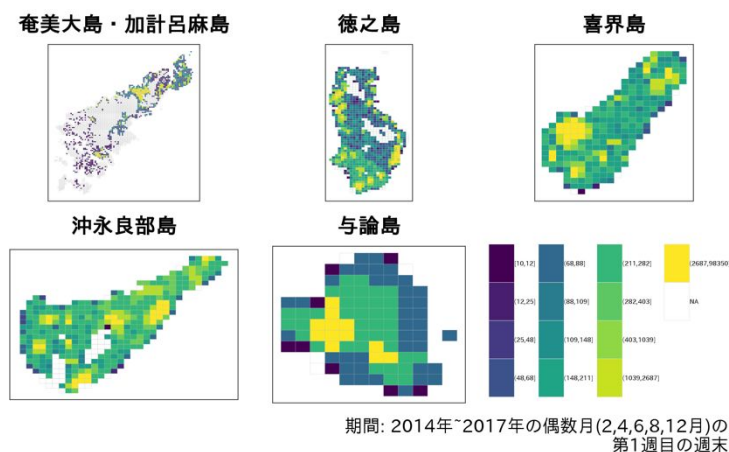 奄美大島・加計呂麻島
徳之島
喜界島
沖永良部島
与論島
[10,12]
(12,25]
(25,48]
(48,68]
(68,88]
(88,109]
(109,148]
(148,211]
(211,282]
(282,403]
(403,1039]
(1039,2687]
(2687,98350]
NA
期間: 2014年~2017年の偶数月(2,4,6,8,12月)の
第1週目の週末